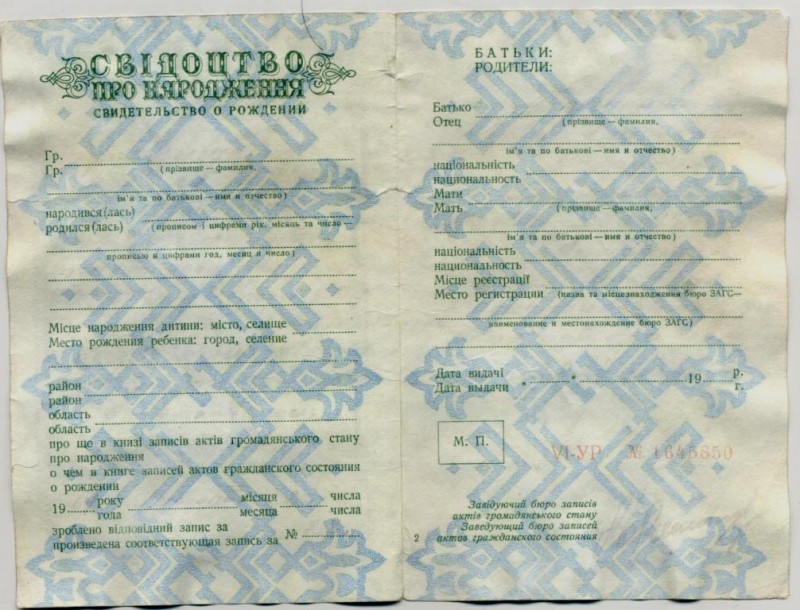 СВІДОЦТВО
ПРО НАРОДЖЕННЯ
СВИДЕТЕЛЬСТВО О РОЖДЕНИИ
Гр.
Гр.
(прізвище — фамилия,
ім'я та по батькові — имя и отчество)
народився(лась)
родился(лась)
(прописом і цифрами рік, місяць та число —
прописью и цифрами год, месяц и число)
Місце народження дитини: місто, селище
Место рождения ребенка: город, селение
район
район
область
область
про що в книзі записів актів громадянського стану
про народження
о чем в книге записей актов гражданского состояния
о рождении
19 року місяця числа
года месяца числа
зроблено відповідний запис за
произведена соответствующая запись за №
БАТЬКИ:
РОДИТЕЛИ:
Батько
Отец
(прізвище — фамилия,
ім'я та по батькові — имя и отчество)
національність
национальность
Мати
Мать
(прізвище — фамилия,
ім'я та по батькові — имя и отчество)
національність
национальность
Місце реєстрації
Место регистрации
(назва та місцезнаходження бюро ЗАГС —
наименование и местонахождение бюро ЗАГС)
Дата видачі
Дата выдачи " " 19 р.
г.
М. П.
VI-УР № 1645850
Завідуючий бюро записів
актів громадянського стану
Заведующий бюро записей
актов гражданского состояния
2